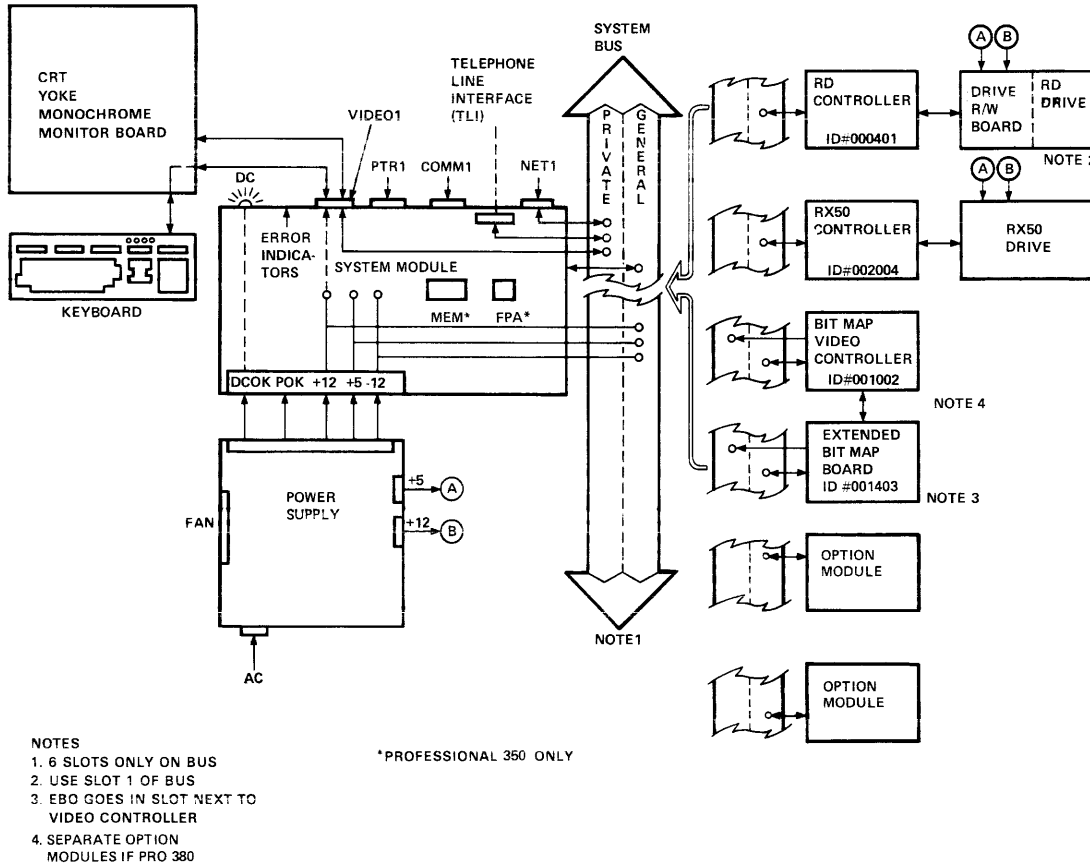 CRT
YOKE
MONOCHROME
MONITOR BOARD
KEYBOARD
DC
VIDEO1
PTR1
COMM1
TELEPHONE
LINE
INTERFACE
(TLI)
NET1
ERROR
INDICA-
TORS
SYSTEM MODULE
MEM*
FPA*
DCOK POK +12 +5 -12
POWER
SUPPLY
FAN
+5
A
+12
B
AC
SYSTEM
BUS
PRIVATE
GENERAL
NOTE1
A B
RD
CONTROLLER
ID#000401
DRIVE
R/W
BOARD
RD
DRIVE
NOTE 2
A B
RX50
CONTROLLER
ID#002004
RX50
DRIVE
BIT MAP
VIDEO
CONTROLLER
ID#001002
NOTE 4
EXTENDED
BIT MAP
BOARD
ID #001403
NOTE 3
OPTION
MODULE
OPTION
MODULE
NOTES
1. 6 SLOTS ONLY ON BUS
2. USE SLOT 1 OF BUS
3. EBO GOES IN SLOT NEXT TO
VIDEO CONTROLLER
4. SEPARATE OPTION
MODULES IF PRO 380
*PROFESSIONAL 350 ONLY